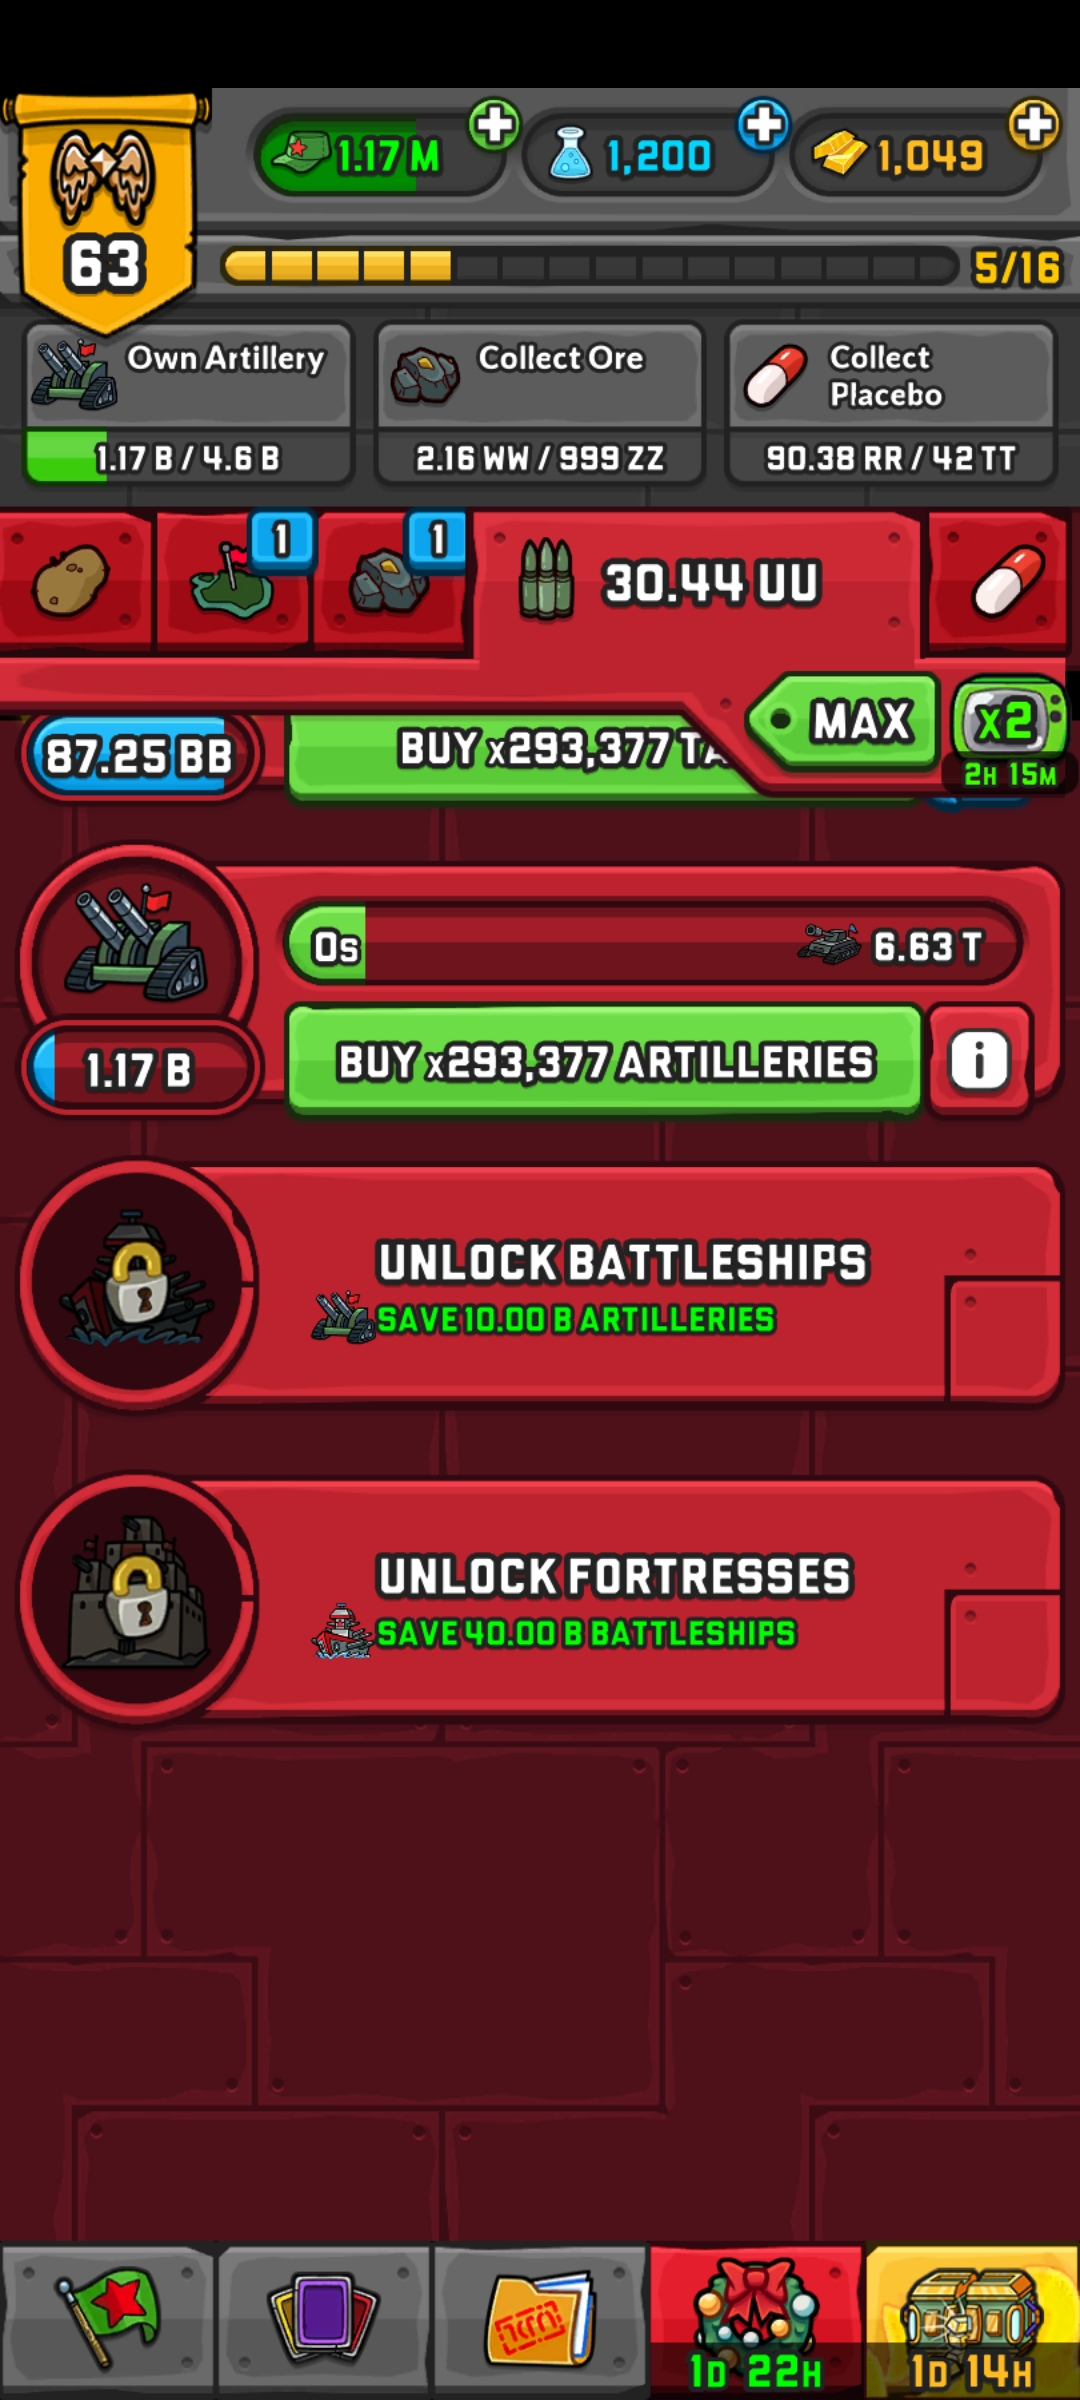 1.17 M
1,200
1,049
63
5/16
Own Artillery
1.17 B / 4.6 B
Collect Ore
2.16 WW / 999 ZZ
Collect
Placebo
90.38 RR / 42 TT
1
1
30.44 UU
MAX
X2
2H 15M
87.25 BB
BUY x293,377
0s
6.63 T
1.17 B
BUY x293,377 ARTILLERIES
i
UNLOCK BATTLESHIPS
SAVE 10.00 B ARTILLERIES
UNLOCK FORTRESSES
SAVE 40.00 B BATTLESHIPS
1D 22H
1D 14H